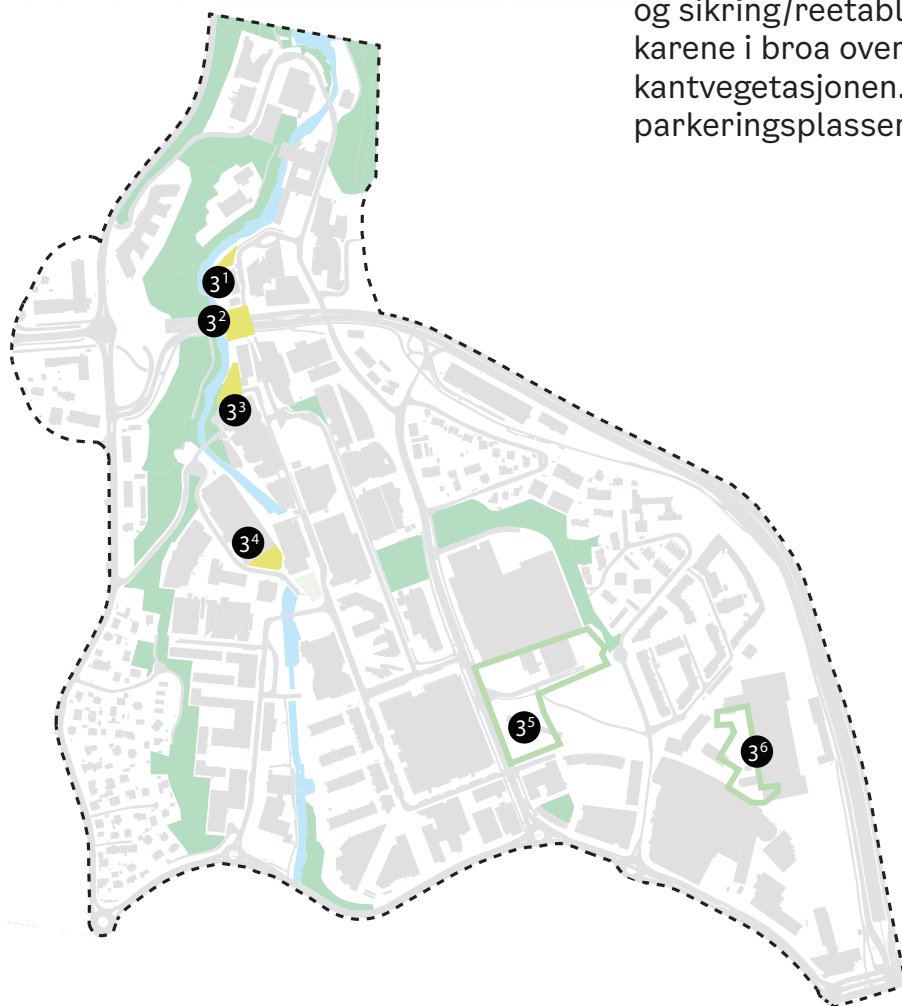 og sikring/reetabl
karene i broa over
kantvegetasjonen.
parkeringsplassen
3¹
3²
3³
3⁴
3⁵
3⁶